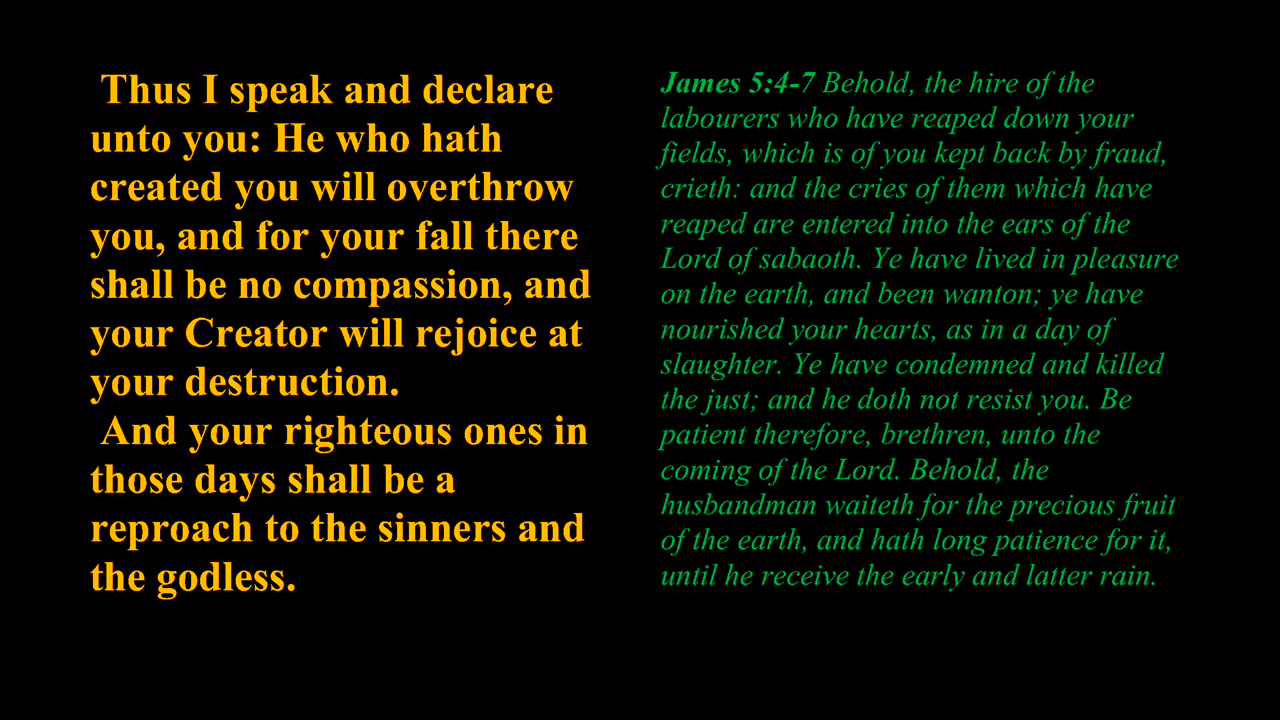 Thus I speak and declare
unto you: He who hath
created you will overthrow
you, and for your fall there
shall be no compassion, and
your Creator will rejoice at
your destruction.
And your righteous ones in
those days shall be a
reproach to the sinners and
the godless.
James 5:4-7 Behold, the hire of the
labourers who have reaped down your
fields, which is of you kept back by fraud,
crieth: and the cries of them which have
reaped are entered into the ears of the
Lord of sabaoth. Ye have lived in pleasure
on the earth, and been wanton; ye have
nourished your hearts, as in a day of
slaughter. Ye have condemned and killed
the just; and he doth not resist you. Be
patient therefore, brethren, unto the
coming of the Lord. Behold, the
husbandman waiteth for the precious fruit
of the earth, and hath long patience for it,
until he receive the early and latter rain.